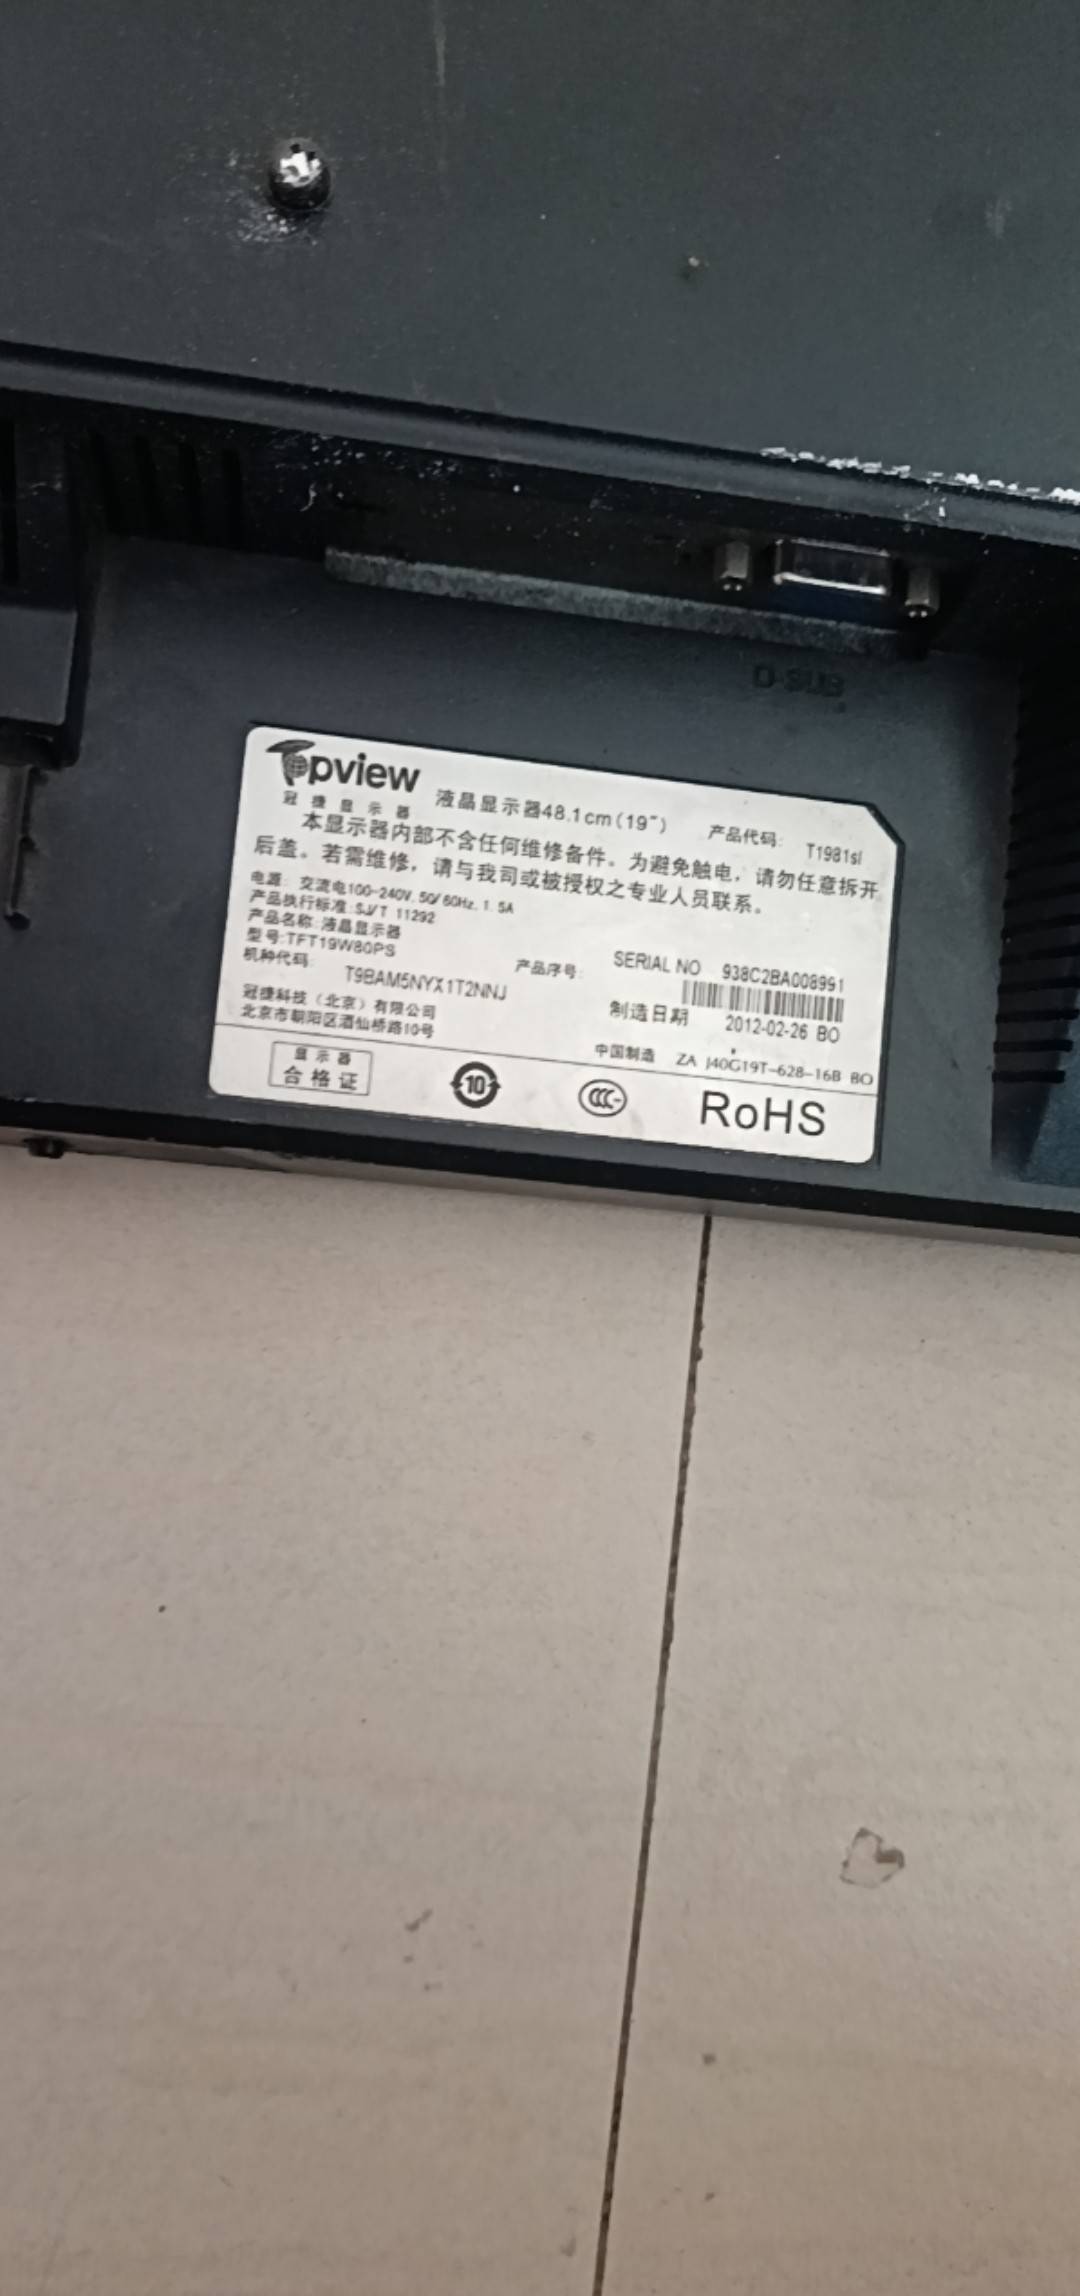 D-SUB
Topview
冠捷显示器
液晶显示器48.1cm(19")
产品代码: T1981sl
本显示器内部不含任何维修备件。为避免触电,请勿任意拆开
后盖。若需维修,请与我司或被授权之专业人员联系。
电源: 交流电100-240V, 50/60Hz, 1.5A
产品执行标准:SJ/T 11292
产品名称:液晶显示器
型号:TFT19W80PS
机种代码: T9BAM5NYX1T2NNJ
产品序号: SERIAL NO 938C2BA008991
冠捷科技(北京)有限公司
北京市朝阳区酒仙桥路10号
制造日期 2012-02-26 BO
中国制造 ZA J40G19T-628-16B BO
显示器
合格证
10
CCC
RoHS